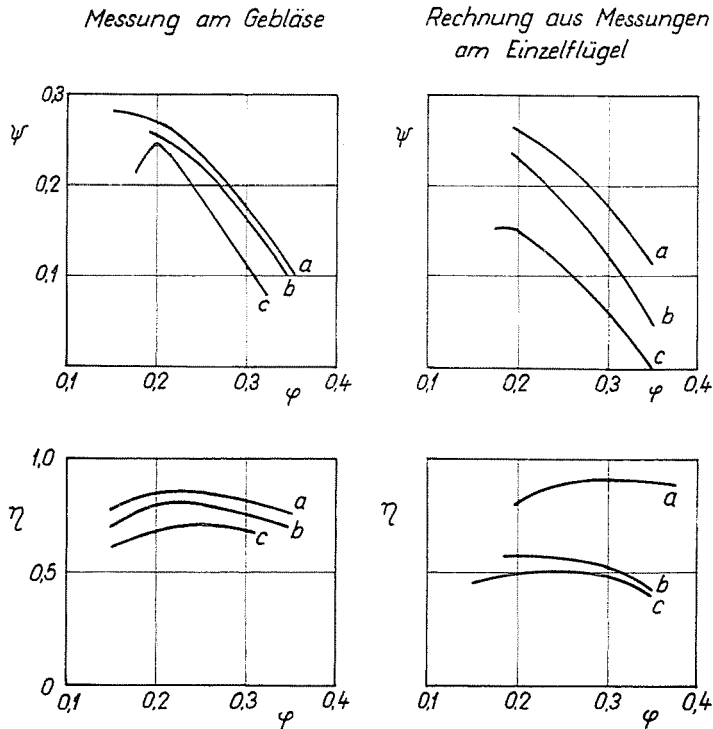 Messung am Gebläse
Rechnung aus Messungen
am Einzelflügel
0,3
ψ
0,2
0,1
a
b
c
0,1
0,2
0,3
φ
0,4
ψ
a
b
c
0,1
0,2
0,3
φ
0,4
1,0
η
0,5
0
a
b
c
0,1
0,2
0,3
φ
0,4
η
a
b
c
0,1
0,2
0,3
φ
0,4